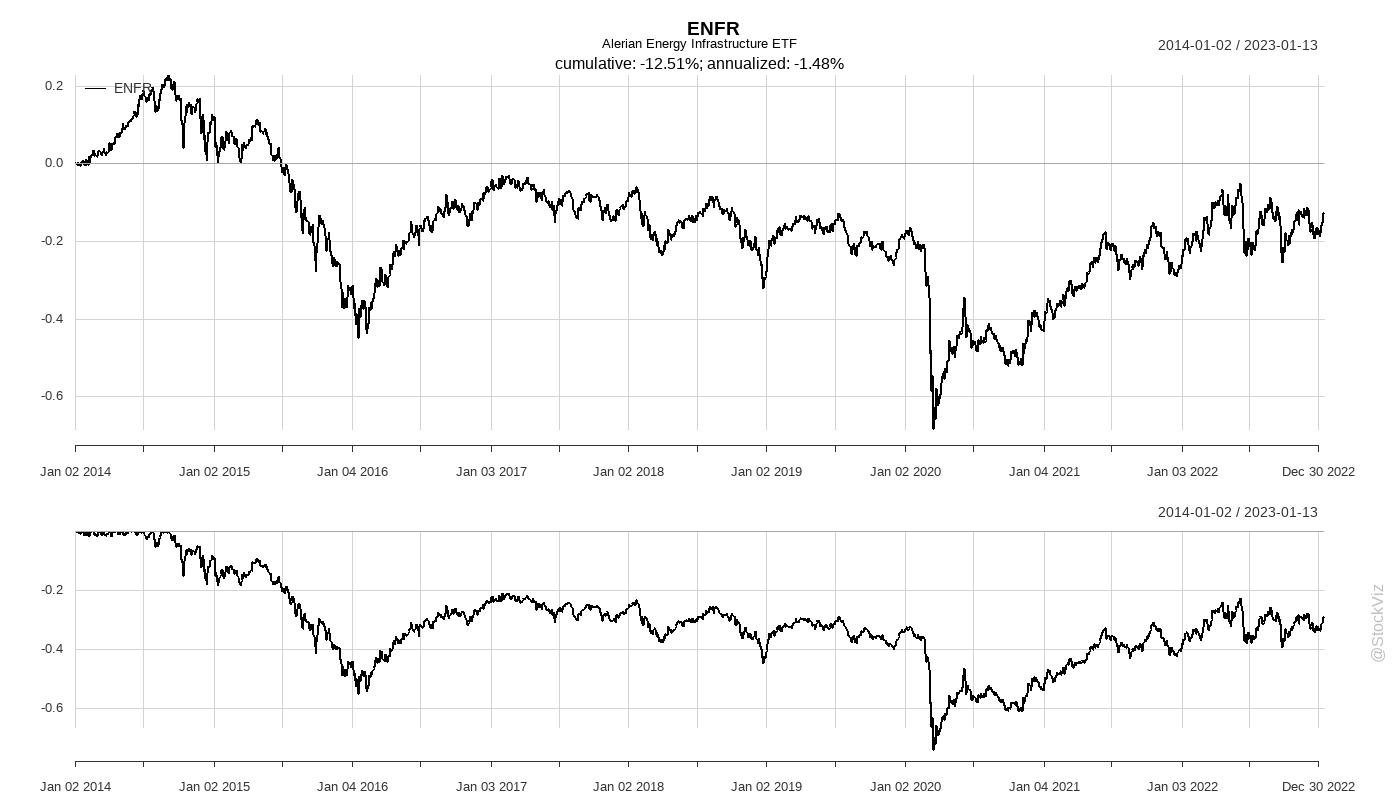 ENFR
Alerian Energy Infrastructure ETF
2014-01-02 / 2023-01-13
cumulative: -12.51%; annualized: -1.48%
ENFR
0.2
0.0
-0.2
-0.4
-0.6
Jan 02 2014 Jan 02 2015 Jan 04 2016 Jan 03 2017 Jan 02 2018 Jan 02 2019 Jan 02 2020 Jan 04 2021 Jan 03 2022 Dec 30 2022
2014-01-02 / 2023-01-13
-0.2
-0.4
-0.6
@StockViz
Jan 02 2014 Jan 02 2015 Jan 04 2016 Jan 03 2017 Jan 02 2018 Jan 02 2019 Jan 02 2020 Jan 04 2021 Jan 03 2022 Dec 30 2022